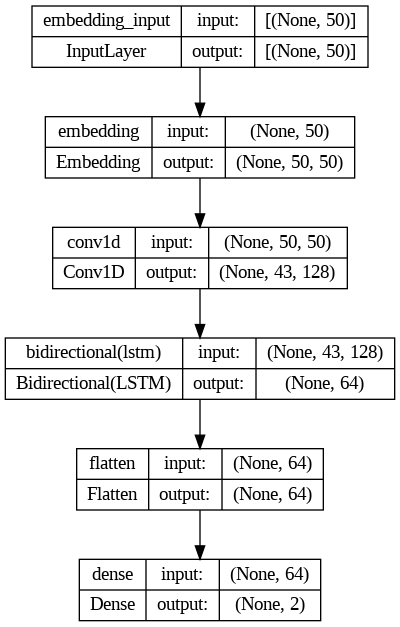 embedding_input input: [(None, 50)]
InputLayer output: [(None, 50)]
embedding input: (None, 50)
Embedding output: (None, 50, 50)
conv1d input: (None, 50, 50)
Conv1D output: (None, 43, 128)
bidirectional(lstm) input: (None, 43, 128)
Bidirectional(LSTM) output: (None, 64)
flatten input: (None, 64)
Flatten output: (None, 64)
dense input: (None, 64)
Dense output: (None, 2)